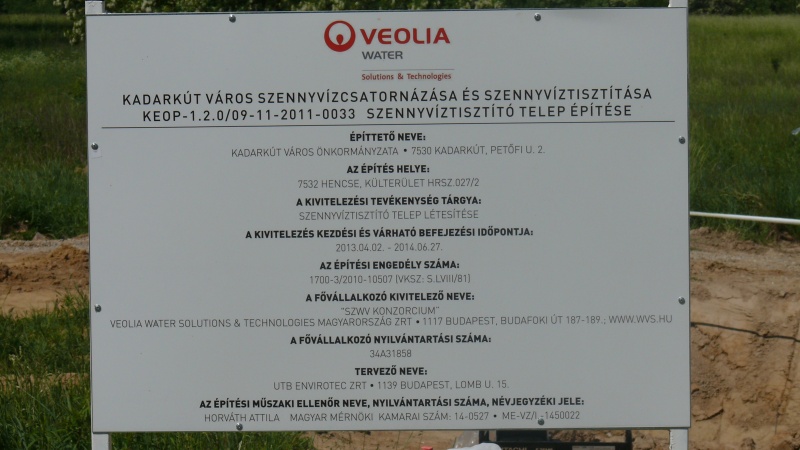 VEOLIA
WATER
Solutions & Technologies
KADARKÚT VÁROS SZENNYVÍZCSATORNÁZÁSA ÉS SZENNYVÍZTISZTÍTÁSA
KEOP-1.2.0/09-11-2011-0033 SZENNYVÍZTISZTÍTÓ TELEP ÉPÍTÉSE
ÉPÍTTETŐ NEVE:
KADARKÚT VÁROS ÖNKORMÁNYZATA • 7530 KADARKÚT, PETŐFI U. 2.
AZ ÉPÍTÉS HELYE:
7532 HENCSE, KÜLTERÜLET HRSZ.027/2
A KIVITELEZÉSI TEVÉKENYSÉG TÁRGYA:
SZENNYVÍZTISZTÍTÓ TELEP LÉTESÍTÉSE
A KIVITELEZÉS KEZDÉSI ÉS VÁRHATÓ BEFEJEZÉSI IDŐPONTJA:
2013.04.02. - 2014.06.27.
AZ ÉPÍTÉSI ENGEDÉLY SZÁMA:
1700-3/2010-10507 (VKSZ: S.LVIII/81)
A FŐVÁLLALKOZÓ KIVITELEZŐ NEVE:
"SZWV KONZORCIUM"
VEOLIA WATER SOLUTIONS & TECHNOLOGIES MAGYARORSZÁG ZRT • 1117 BUDAPEST, BUDAFOKI ÚT 187-189.; WWW.WVS.HU
A FŐVÁLLALKOZÓ NYILVÁNTARTÁSI SZÁMA:
34A31858
TERVEZŐ NEVE:
UTB ENVIROTEC ZRT • 1139 BUDAPEST, LOMB U. 15.
AZ ÉPÍTÉSI MŰSZAKI ELLENŐR NEVE, NYILVÁNTARTÁSI SZÁMA, NÉVJEGYZÉKI JELE:
HORVÁTH ATTILA MAGYAR MÉRNÖKI KAMARAI SZÁM: 14-0527 • ME-VZ/I -1450022